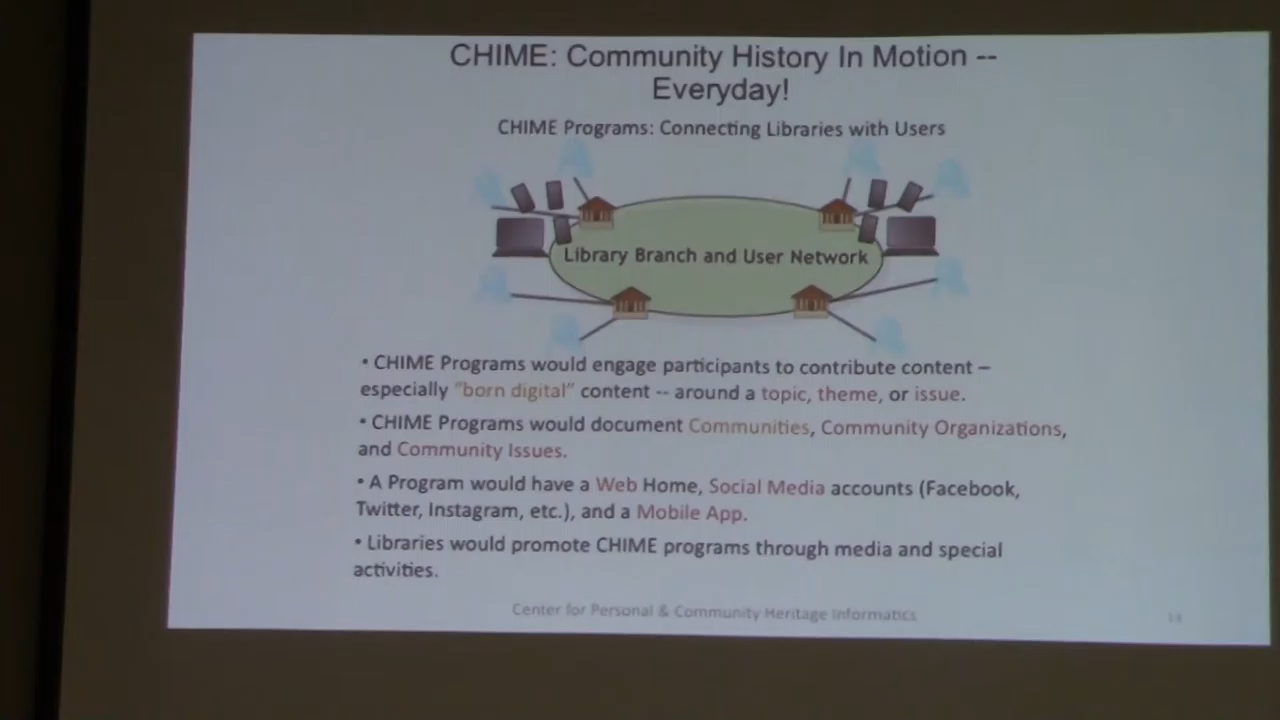 CHIME: Community History In Motion --
Everyday!
CHIME Programs: Connecting Libraries with Users
Library Branch and User Network
• CHIME Programs would engage participants to contribute content –
especially "born digital" content -- around a topic, theme, or issue.
• CHIME Programs would document Communities, Community Organizations,
and Community Issues.
• A Program would have a Web Home, Social Media accounts (Facebook,
Twitter, Instagram, etc.), and a Mobile App.
• Libraries would promote CHIME programs through media and special
activities.
Center for Personal & Community Heritage Informatics
13